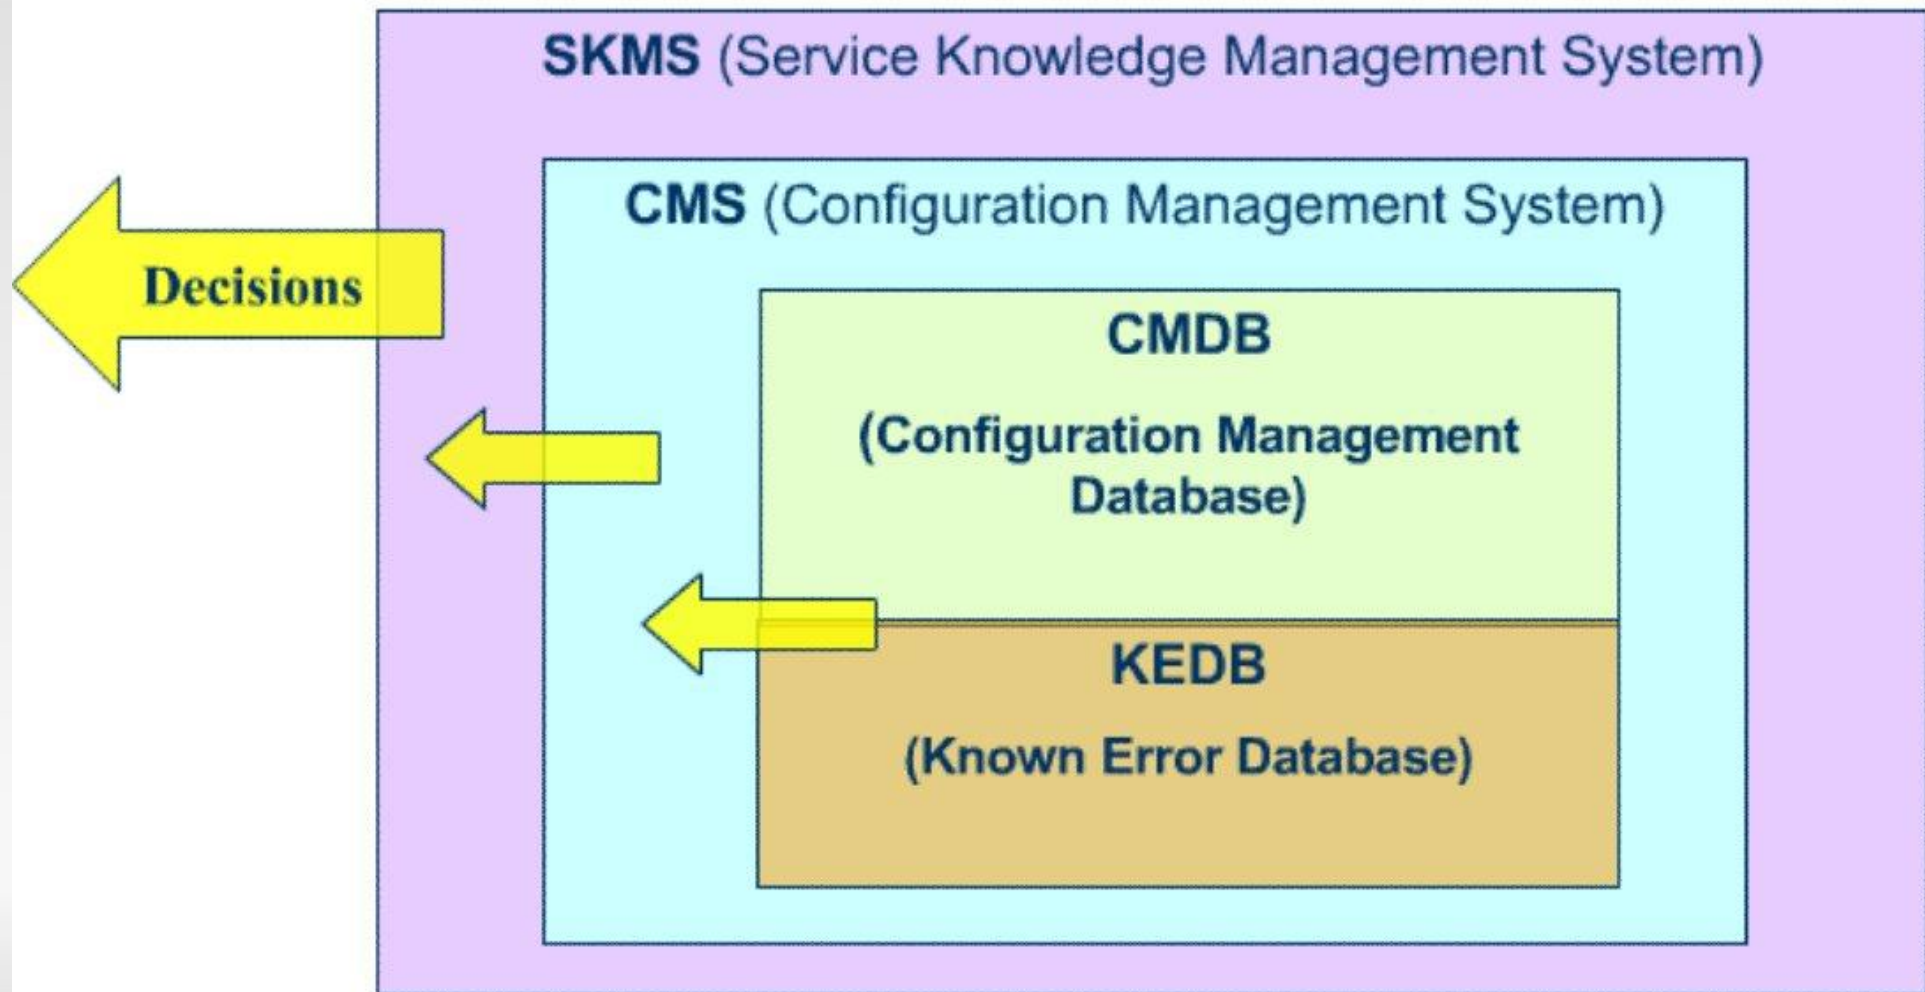 SKMS (Service Knowledge Management System)
CMS (Configuration Management System)
Decisions
CMDB
(Configuration Management
Database)
KEDB
(Known Error Database)